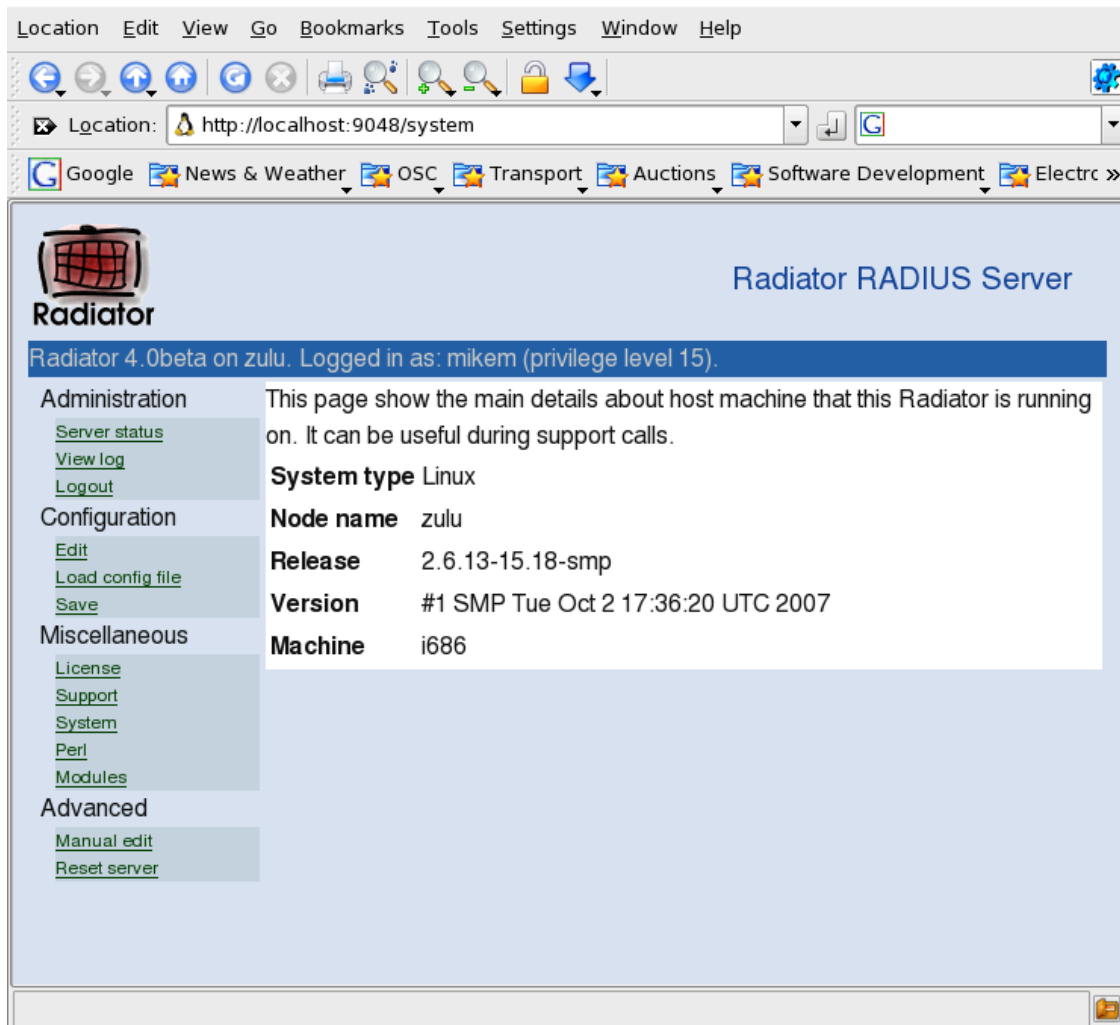 Location Edit View Go Bookmarks Tools Settings Window Help
Location: http://localhost:9048/system G
G Google News & Weather OSC Transport Auctions Software Development Electrc »
Radiator
Radiator RADIUS Server
Radiator 4.0beta on zulu. Logged in as: mikem (privilege level 15).
Administration
Server status
View log
Logout
Configuration
Edit
Load config file
Save
Miscellaneous
License
Support
System
Perl
Modules
Advanced
Manual edit
Reset server
This page show the main details about host machine that this Radiator is running
on. It can be useful during support calls.
System type Linux
Node name zulu
Release 2.6.13-15.18-smp
Version #1 SMP Tue Oct 2 17:36:20 UTC 2007
Machine i686